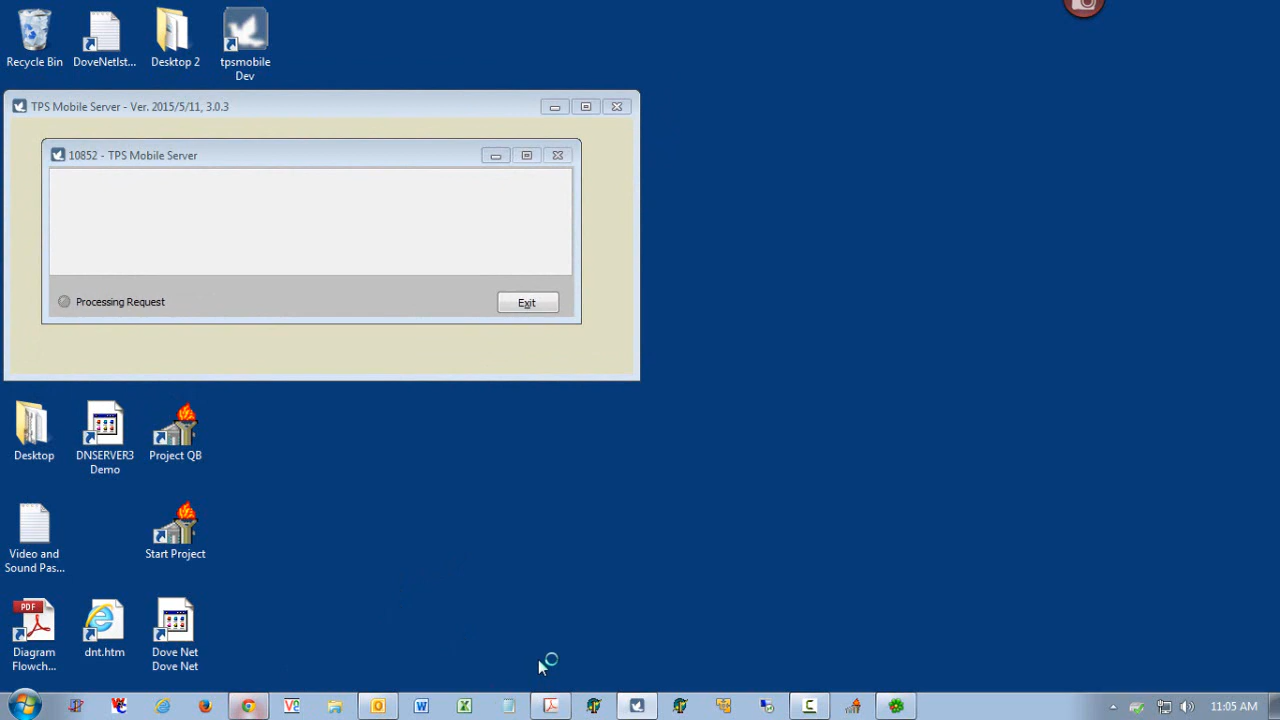 Recycle Bin
DoveNetIst...
Desktop 2
tpsmobile
Dev
TPS Mobile Server - Ver. 2015/5/11, 3.0.3
10852 - TPS Mobile Server
Processing Request
Exit
Desktop
DNSERVER3
Demo
Project QB
Video and
Sound Pas...
Start Project
PDF
Diagram
Flowch...
dnt.htm
Dove Net
Dove Net
11:05 AM